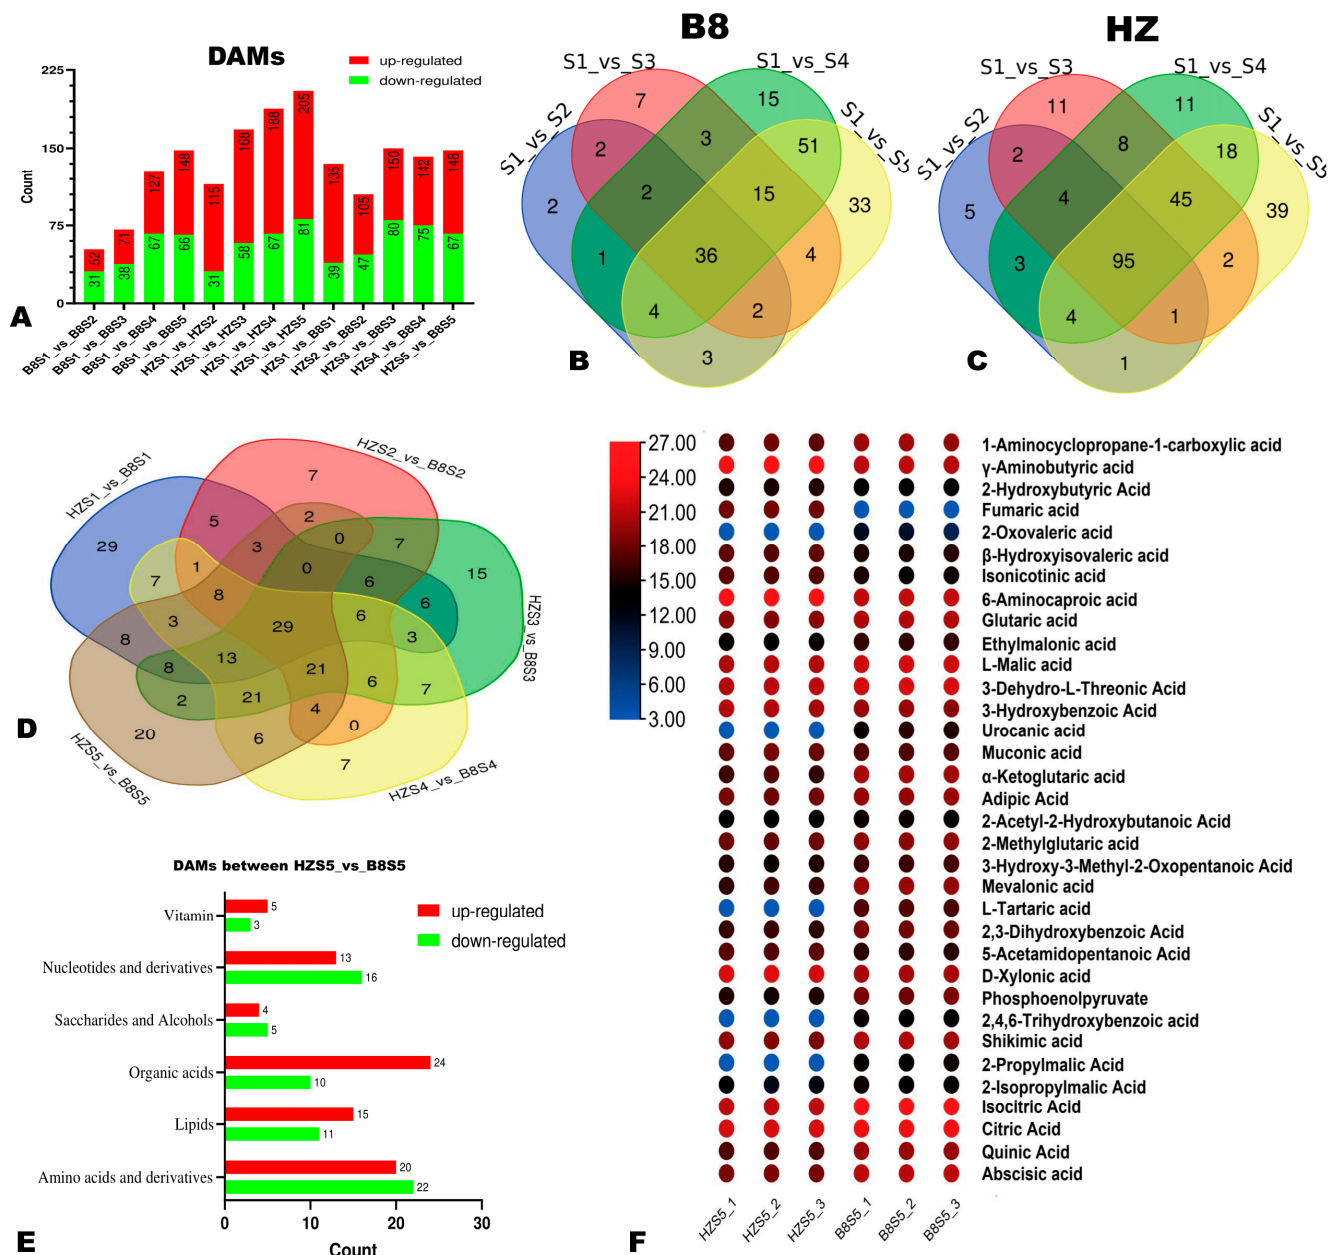 DAMs
up-regulated
down-regulated
225
150
75
0
Count
52
71
127
148
115
168
188
205
135
105
150
142
148
31
38
67
66
31
58
67
81
39
47
80
75
67
B8S1_vs_B8S2
B8S1_vs_B8S3
B8S1_vs_B8S4
B8S1_vs_B8S5
HZS1_vs_HZS2
HZS1_vs_HZS3
HZS1_vs_HZS4
HZS1_vs_HZS5
HZS1_vs_B8S1
HZS2_vs_B8S2
HZS3_vs_B8S3
HZS4_vs_B8S4
HZS5_vs_B8S5
A
B8
S1_vs_S2
S1_vs_S3
S1_vs_S4
S1_vs_S5
7
15
2
3
51
2
2
15
33
1
36
4
4
2
3
B
HZ
S1_vs_S2
S1_vs_S3
S1_vs_S4
S1_vs_S5
11
11
2
8
18
5
4
45
39
3
95
2
4
1
1
C
HZS1_vs_B8S1
HZS2_vs_B8S2
HZS3_vs_B8S3
HZS4_vs_B8S4
HZS5_vs_B8S5
7
5
2
0
7
29
3
7
1
0
6
15
8
6
6
3
29
3
8
13
8
21
6
7
2
21
4
0
20
6
7
D
DAMs between HZS5_vs_B8S5
up-regulated
down-regulated
Vitamin
5
3
Nucleotides and derivatives
13
16
Saccharides and Alcohols
4
5
Organic acids
24
10
Lipids
15
11
Amino acids and derivatives
20
22
0
10
20
30
Count
E
27.00
24.00
21.00
18.00
15.00
12.00
9.00
6.00
3.00
1-Aminocyclopropane-1-carboxylic acid
γ-Aminobutyric acid
2-Hydroxybutyric Acid
Fumaric acid
2-Oxovaleric acid
β-Hydroxyisovaleric acid
Isonicotinic acid
6-Aminocaproic acid
Glutaric acid
Ethylmalonic acid
L-Malic acid
3-Dehydro-L-Threonic Acid
3-Hydroxybenzoic Acid
Urocanic acid
Muconic acid
α-Ketoglutaric acid
Adipic Acid
2-Acetyl-2-Hydroxybutanoic Acid
2-Methylglutaric acid
3-Hydroxy-3-Methyl-2-Oxopentanoic Acid
Mevalonic acid
L-Tartaric acid
2,3-Dihydroxybenzoic Acid
5-Acetamidopentanoic Acid
D-Xylonic acid
Phosphoenolpyruvate
2,4,6-Trihydroxybenzoic acid
Shikimic acid
2-Propylmalic Acid
2-Isopropylmalic Acid
Isocitric Acid
Citric Acid
Quinic Acid
Abscisic acid
HZS5_1
HZS5_2
HZS5_3
B8S5_1
B8S5_2
B8S5_3
F